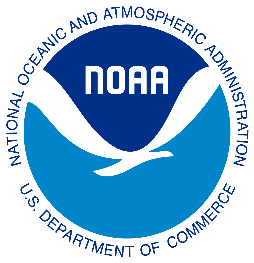 NATIONAL OCEANIC AND ATMOSPHERIC ADMINISTRATION
NOAA
U.S. DEPARTMENT OF COMMERCE